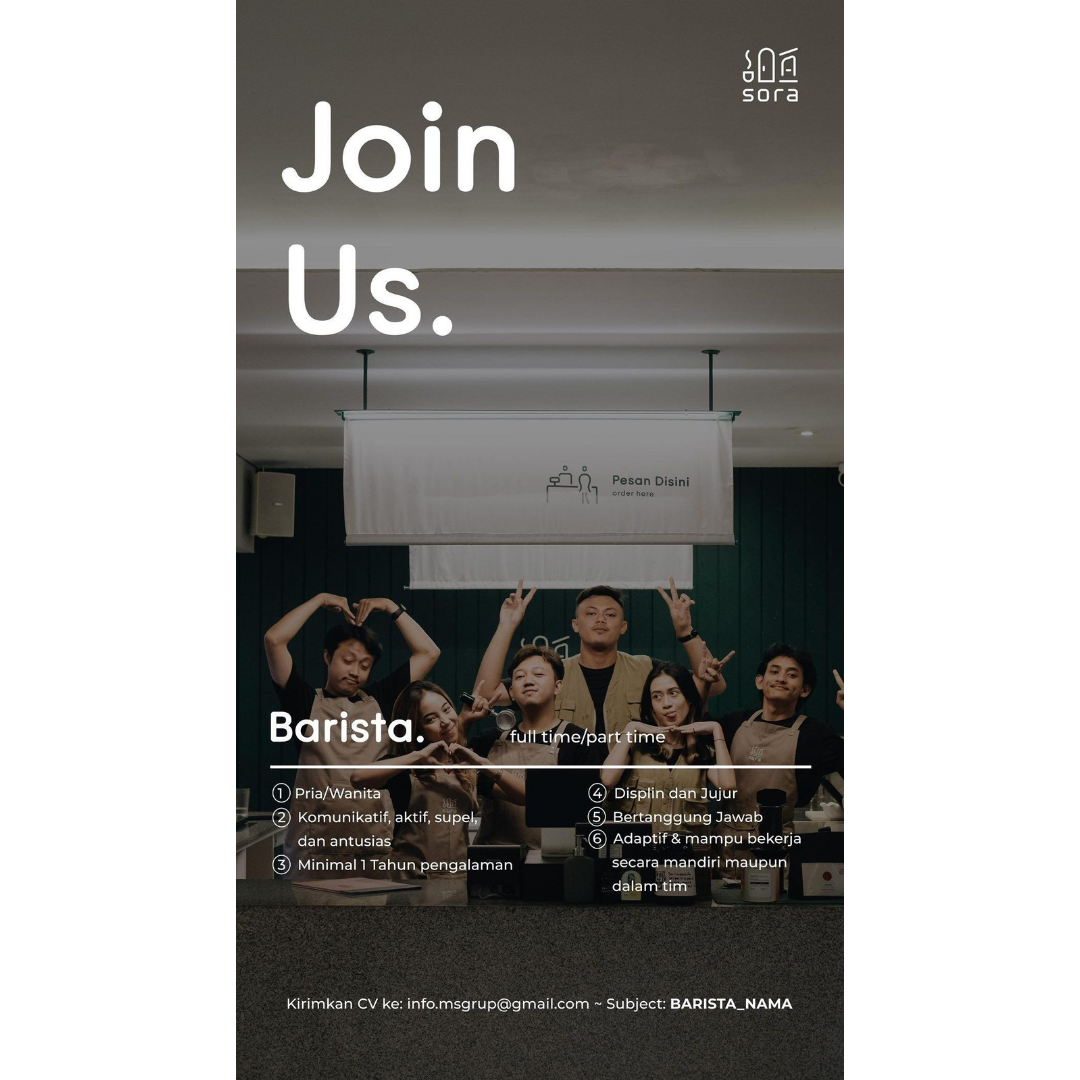 sora
Join
Us.
Pesan Disini
order here
Barista.
full time/part time
1 Pria/Wanita
2 Komunikatif, aktif, supel,
dan antusias
3 Minimal 1 Tahun pengalaman
4 Displin dan Jujur
5 Bertanggung Jawab
6 Adaptif & mampu bekerja
secara mandiri maupun
dalam tim
Kirimkan CV ke: info.msgrup@gmail.com ~ Subject: BARISTA_NAMA